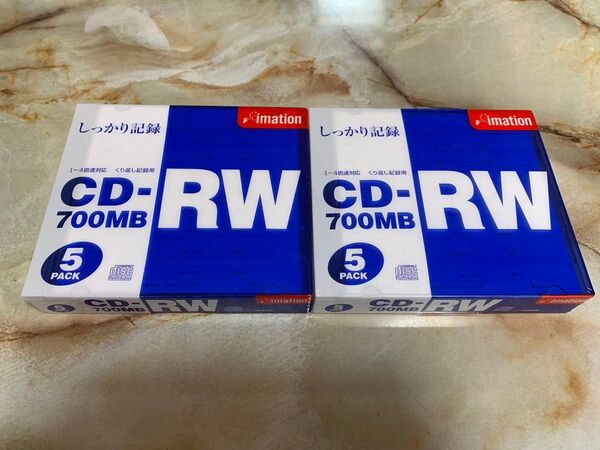 しっかり記録
imation
1〜4倍速対応 くり返し記録用
CD-RW
700MB
5
PACK
disc
CD-RW
700MB
imation
しっかり記録
imation
1〜4倍速対応 くり返し記録用
CD-RW
700MB
5
PACK
disc
CD-RW
700MB
imation